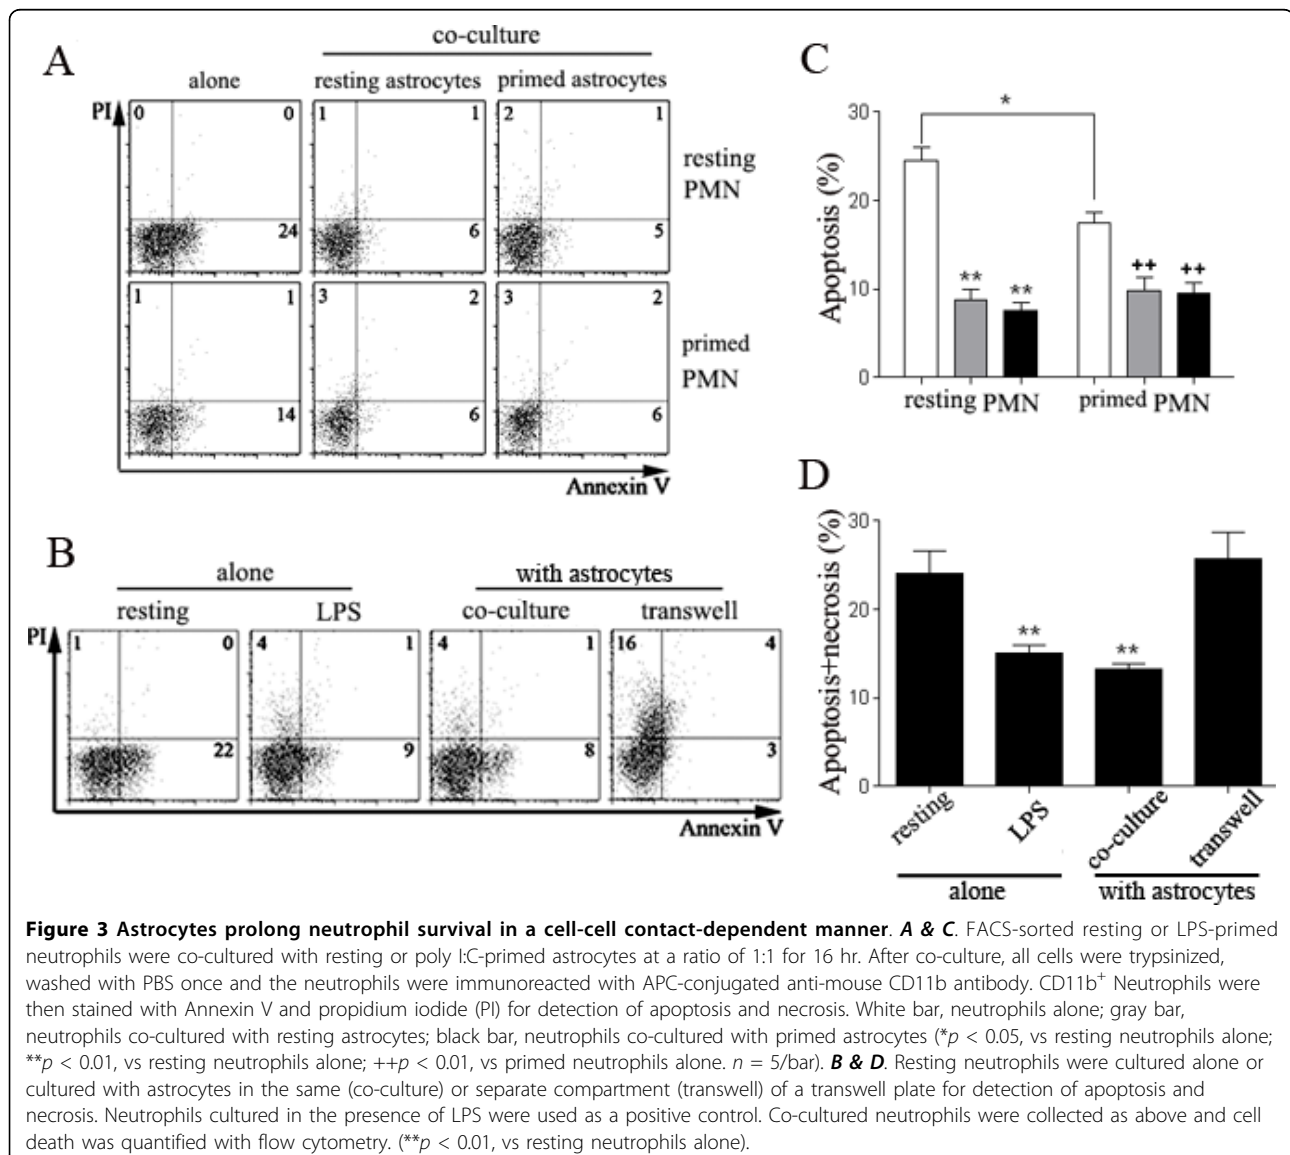 A
co-culture
alone
resting astrocytes
primed astrocytes
PI
0 0
24
1 1
6
2 1
5
resting
PMN
1 1
14
3 2
6
3 2
6
primed
PMN
Annexin V
B
alone
with astrocytes
resting
LPS
co-culture
transwell
PI
1 0
22
4 1
9
4 1
8
16 4
3
Annexin V
C
Apoptosis (%)
30
20
10
0
*
** **
++ ++
resting PMN
primed PMN
D
Apoptosis+necrosis (%)
30
20
10
0
** **
resting
LPS
co-culture
transwell
alone
with astrocytes
Figure 3 Astrocytes prolong neutrophil survival in a cell-cell contact-dependent manner. A & C. FACS-sorted resting or LPS-primed
neutrophils were co-cultured with resting or poly I:C-primed astrocytes at a ratio of 1:1 for 16 hr. After co-culture, all cells were trypsinized,
washed with PBS once and the neutrophils were immunoreacted with APC-conjugated anti-mouse CD11b antibody. CD11b+ Neutrophils were
then stained with Annexin V and propidium iodide (PI) for detection of apoptosis and necrosis. White bar, neutrophils alone; gray bar,
neutrophils co-cultured with resting astrocytes; black bar, neutrophils co-cultured with primed astrocytes (*p < 0.05, vs resting neutrophils alone;
**p < 0.01, vs resting neutrophils alone; ++p < 0.01, vs primed neutrophils alone. n = 5/bar). B & D. Resting neutrophils were cultured alone or
cultured with astrocytes in the same (co-culture) or separate compartment (transwell) of a transwell plate for detection of apoptosis and
necrosis. Neutrophils cultured in the presence of LPS were used as a positive control. Co-cultured neutrophils were collected as above and cell
death was quantified with flow cytometry. (**p < 0.01, vs resting neutrophils alone).